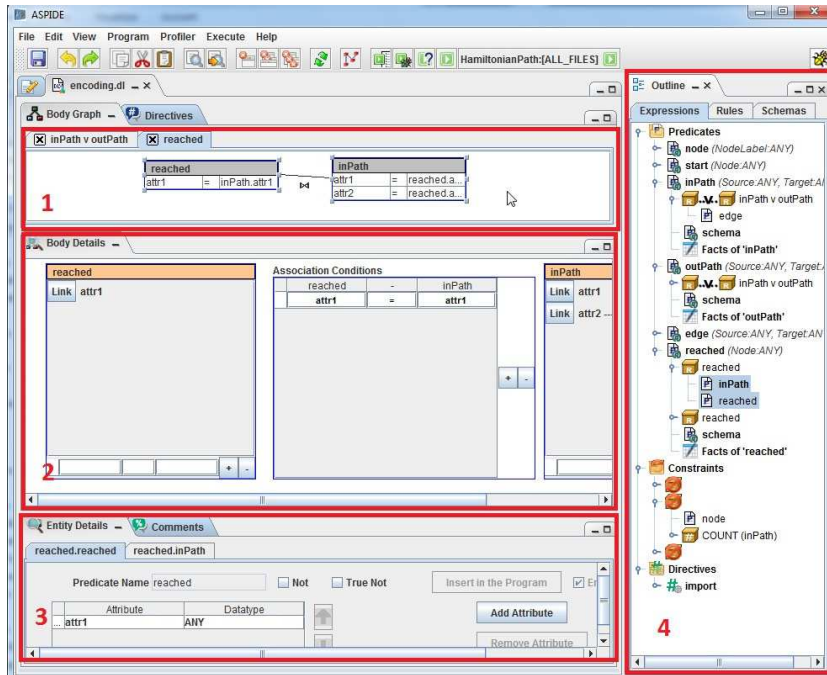 ASPIDE
File Edit View Program Profiler Execute Help
HamiltonianPath:[ALL_FILES]
encoding.dl
Body Graph Directives
inPath v outPath reached
reached
attr1 = inPath.attr1
inPath
attr1 = reached.a...
attr2 = reached.a...
1
Body Details
reached
Link attr1
Association Conditions
reached - inPath
attr1 = attr1
+ -
inPath
Link attr1
Link attr2 ...
2
+ -
Entity Details Comments
reached.reached reached.inPath
Predicate Name reached Not True Not Insert in the Program
Attribute Datatype
... attr1 ANY
Add Attribute
Remove Attribute
3
Outline
Expressions Rules Schemas
Predicates
node (NodeLabel:ANY)
start (Node:ANY)
inPath (Source:ANY, Target:A
..v.. inPath v outPath
edge
schema
Facts of 'inPath'
outPath (Source:ANY, Target:
..v.. inPath v outPath
schema
Facts of 'outPath'
edge (Source:ANY, Target:AN
reached (Node:ANY)
reached
inPath
reached
reached
schema
Facts of 'reached'
Constraints
node
COUNT (inPath)
Directives
import
4